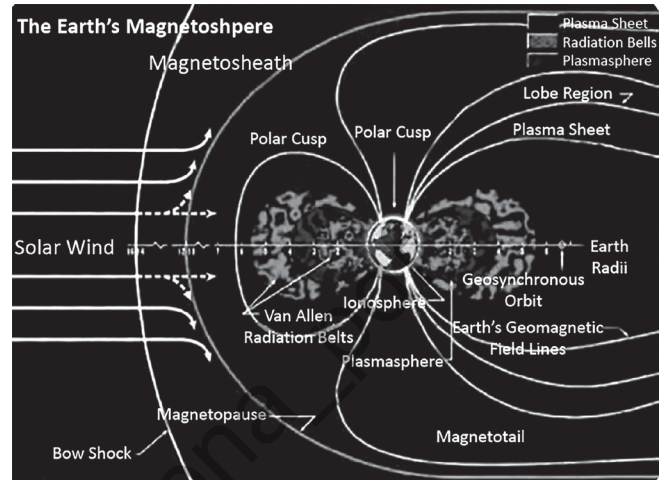 The Earth's Magnetoshpere
Plasma Sheet
Radiation Bells
Plasmasphere
Magnetosheath
Lobe Region
Polar Cusp
Polar Cusp
Plasma Sheet
Solar Wind
Earth
Radii
Geosynchronous
Orbit
Ionosphere
Van Allen
Radiation Belts
Earth's Geomagnetic
Field Lines
Plasmasphere
Magnetopause
Magnetotail
Bow Shock